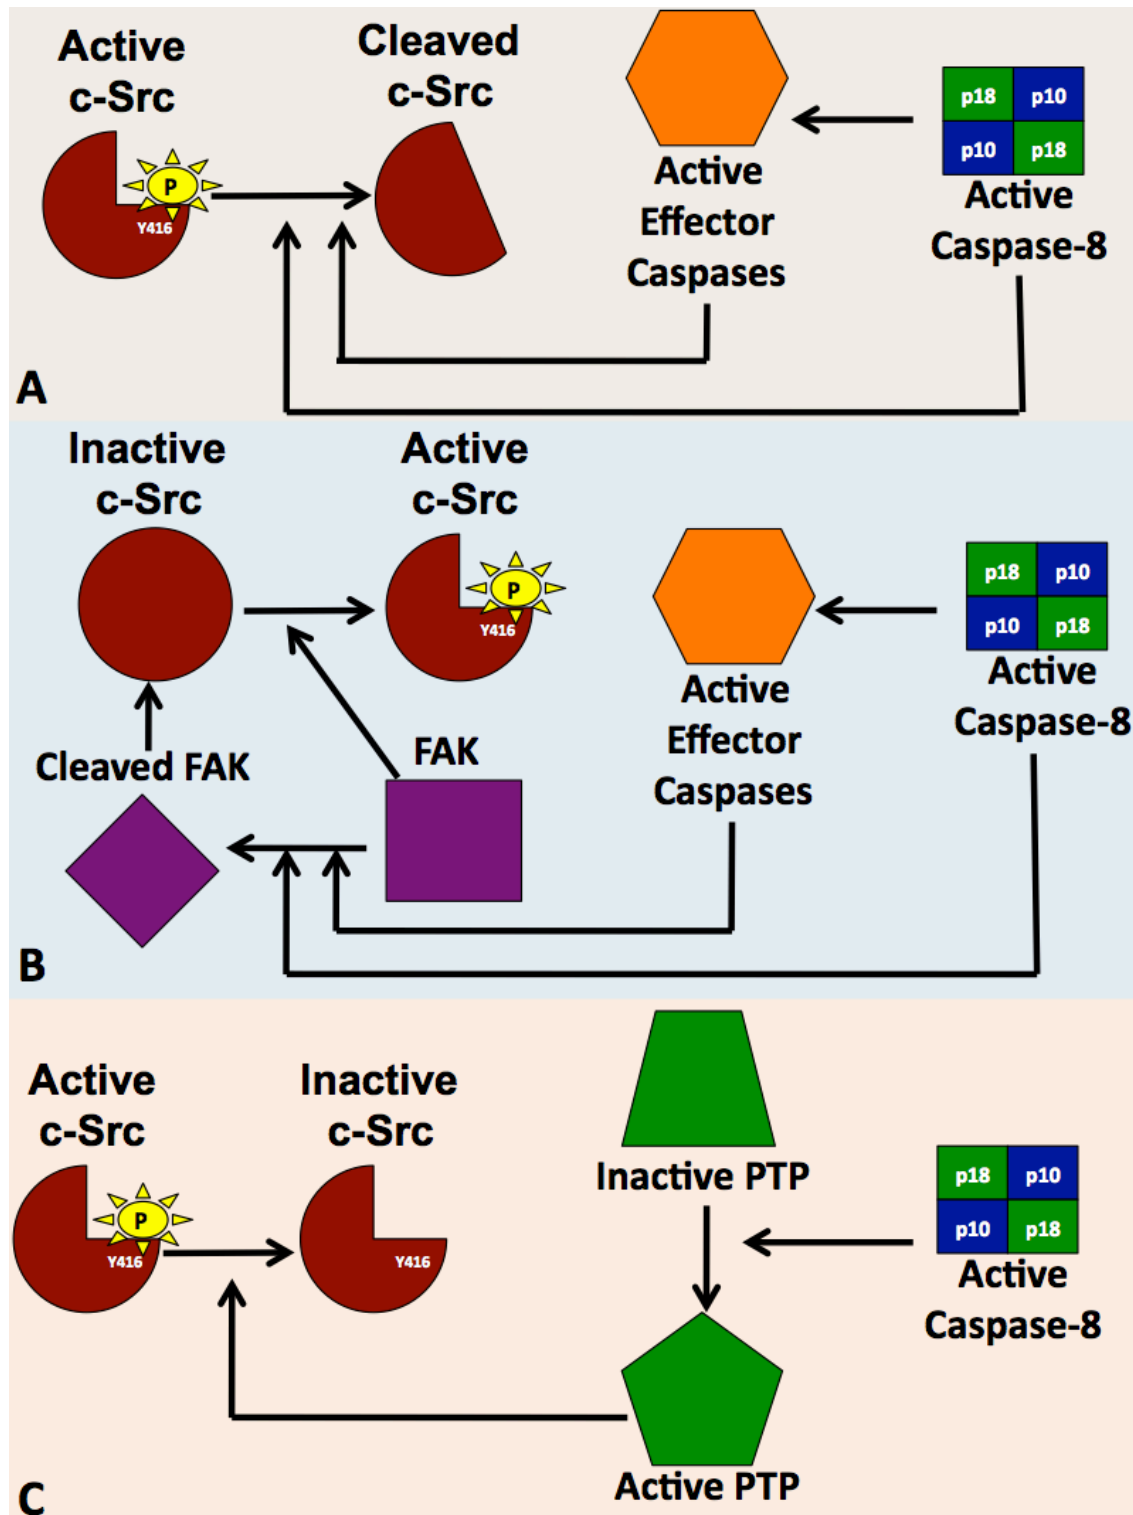 Active
c-Src
Cleaved
c-Src
P
Y416
Active
Effector
Caspases
p18 p10
p10 p18
Active
Caspase-8
A
Inactive
c-Src
Active
c-Src
P
Y416
Cleaved FAK
FAK
Active
Effector
Caspases
p18 p10
p10 p18
Active
Caspase-8
B
Active
c-Src
Inactive
c-Src
P
Y416
Y416
Inactive PTP
p18 p10
p10 p18
Active
Caspase-8
Active PTP
C